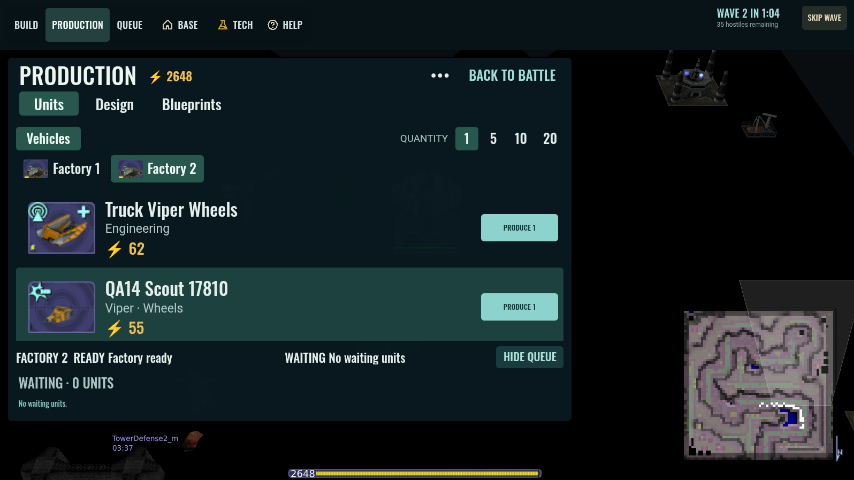 BUILD PRODUCTION QUEUE BASE TECH HELP
WAVE 2 IN 1:04
35 hostiles remaining
SKIP WAVE
PRODUCTION 2648
BACK TO BATTLE
Units Design Blueprints
Vehicles
QUANTITY 1 5 10 20
Factory 1 Factory 2
Truck Viper Wheels
Engineering
62
PRODUCE 1
QA14 Scout 17810
Viper · Wheels
55
PRODUCE 1
FACTORY 2 READY Factory ready
WAITING No waiting units
HIDE QUEUE
WAITING · 0 UNITS
No waiting units.
TowerDefense2_m
03:37
2648
N